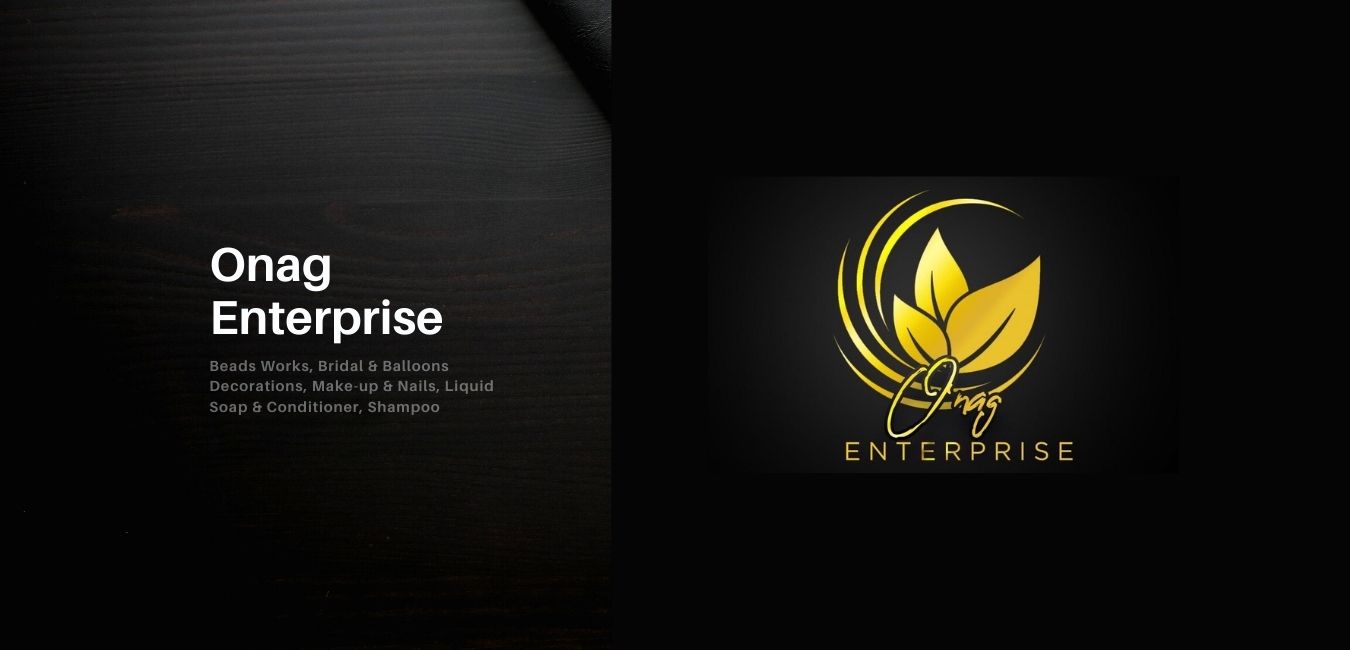 Onag
Enterprise
Beads Works, Bridal & Balloons
Decorations, Make-up & Nails, Liquid
Soap & Conditioner, Shampoo
Onag
ENTERPRISE